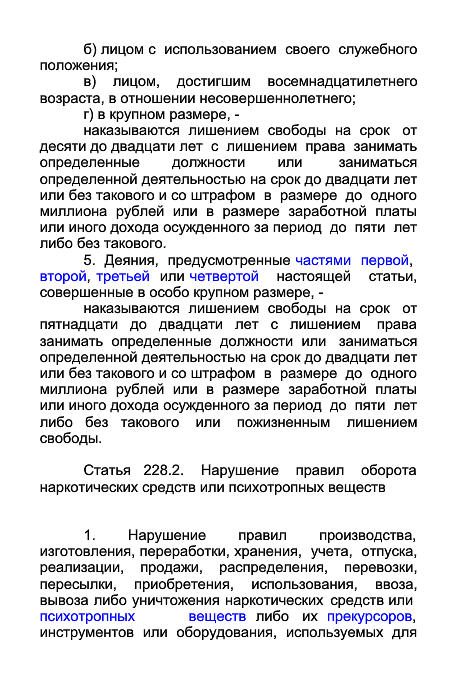 б) лицом с использованием своего служебного
положения;
в) лицом, достигшим восемнадцатилетнего
возраста, в отношении несовершеннолетнего;
г) в крупном размере, -
наказываются лишением свободы на срок от
десяти до двадцати лет с лишением права занимать
определенные должности или заниматься
определенной деятельностью на срок до двадцати лет
или без такового и со штрафом в размере до одного
миллиона рублей или в размере заработной платы
или иного дохода осужденного за период до пяти лет
либо без такового.
5. Деяния, предусмотренные частями первой,
второй, третьей или четвертой настоящей статьи,
совершенные в особо крупном размере, -
наказываются лишением свободы на срок от
пятнадцати до двадцати лет с лишением права
занимать определенные должности или заниматься
определенной деятельностью на срок до двадцати лет
или без такового и со штрафом в размере до одного
миллиона рублей или в размере заработной платы
или иного дохода осужденного за период до пяти лет
либо без такового или пожизненным лишением
свободы.
Статья 228.2. Нарушение правил оборота
наркотических средств или психотропных веществ
1. Нарушение правил производства,
изготовления, переработки, хранения, учета, отпуска,
реализации, продажи, распределения, перевозки,
пересылки, приобретения, использования, ввоза,
вывоза либо уничтожения наркотических средств или
психотропных веществ либо их прекурсоров,
инструментов или оборудования, используемых для